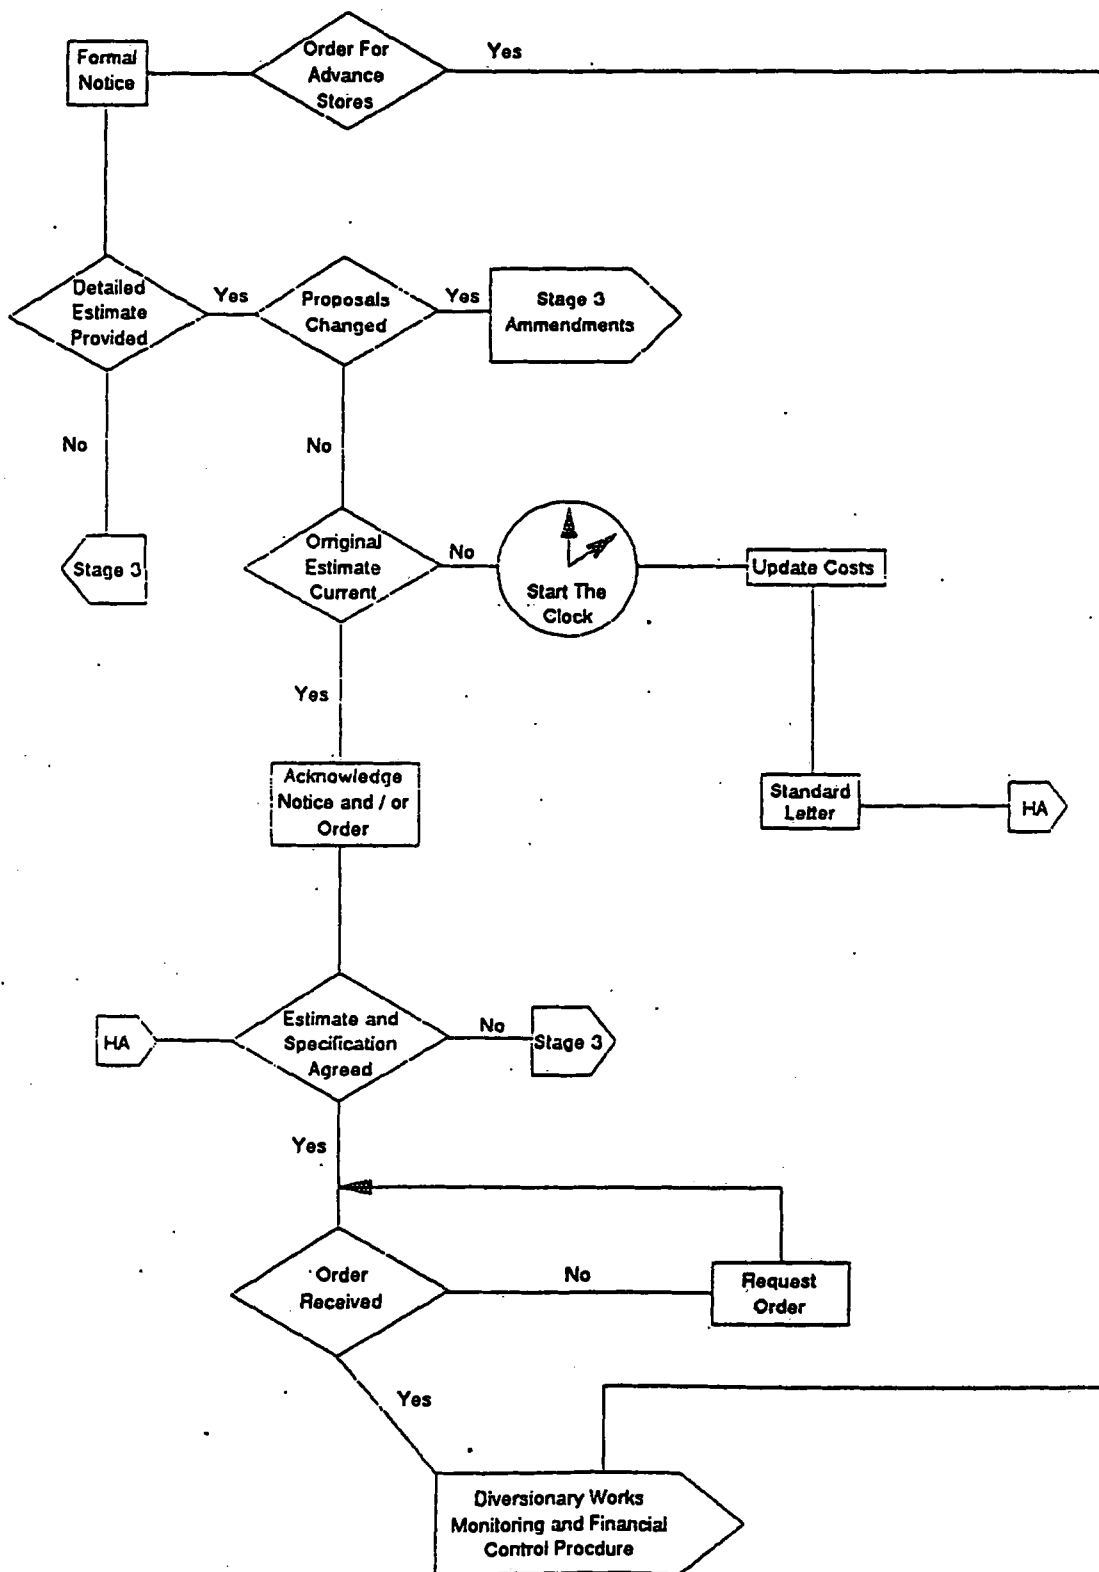 Formal
Notice
Order For
Advance
Stores
Yes
Detailed
Estimate
Provided
Yes
Proposals
Changed
Yes
Stage 3
Ammendments
No
No
Stage 3
Orriginal
Estimate
Current
No
Start The
Clock
Update Costs
Yes
Acknowledge
Notice and / or
Order
Standard
Letter
HA
HA
Estimate and
Specification
Agreed
No
Stage 3
Yes
Order
Received
No
Request
Order
Yes
Diversionary Works
Monitoring and Financial
Control Procdure